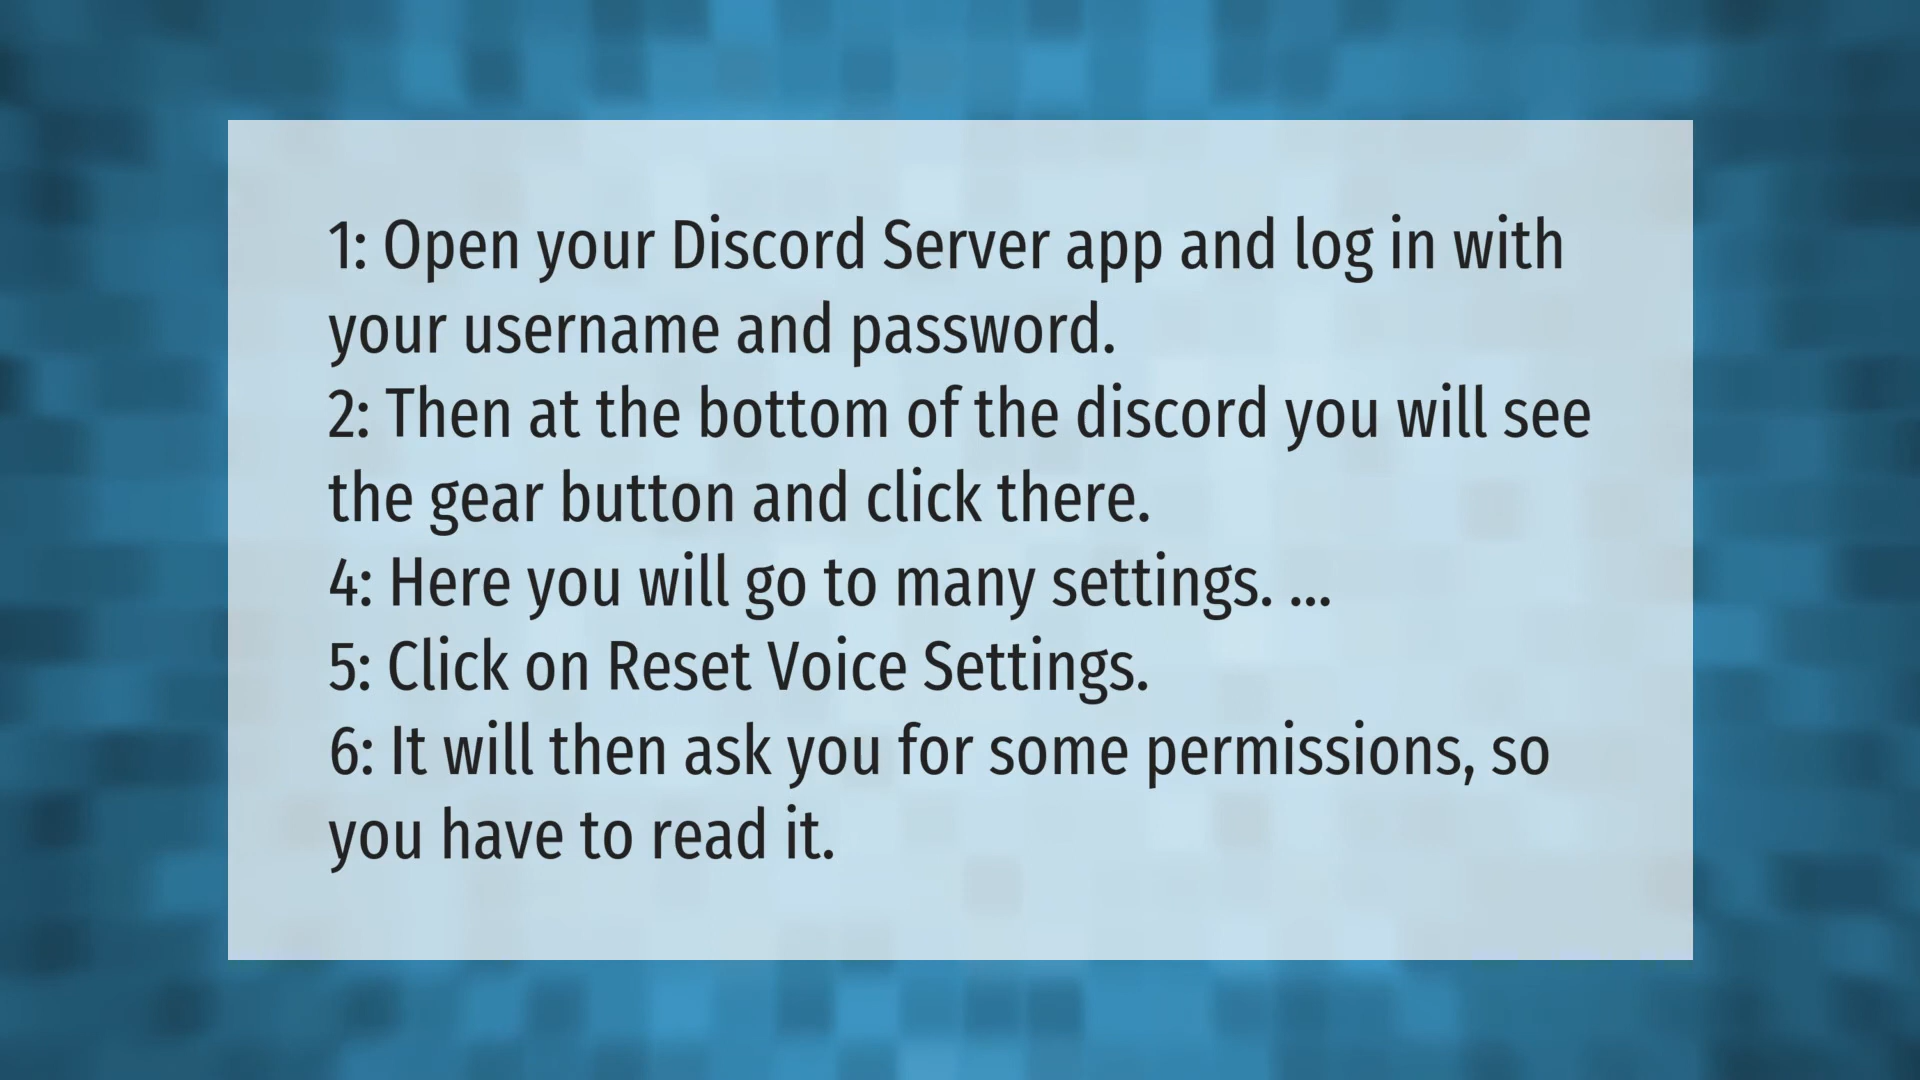 1: Open your Discord Server app and log in with
your username and password.
2: Then at the bottom of the discord you will see
the gear button and click there.
4: Here you will go to many settings. ...
5: Click on Reset Voice Settings.
6: It will then ask you for some permissions, so
you have to read it.